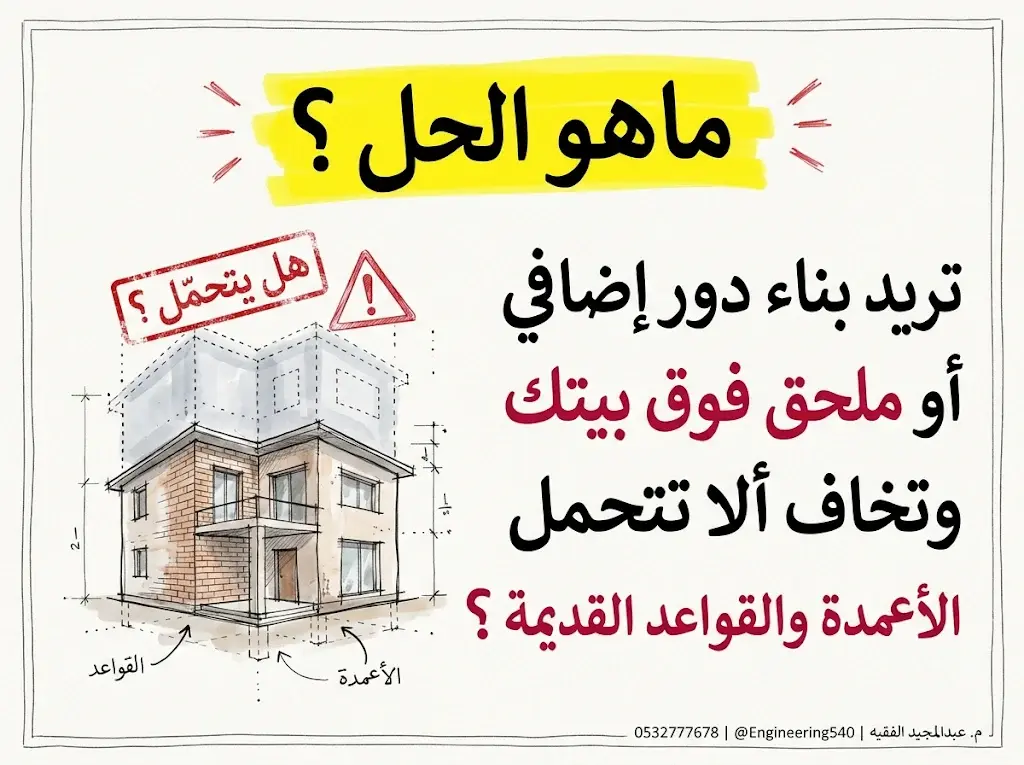 ماهو الحل ؟
هل يتحمّل ؟
تريد بناء دور إضافي
أو ملحق فوق بيتك
وتخاف ألا تتحمل
الأعمدة والقواعد القديمة ؟
القواعد
الأعمدة
م. عبدالمجيد الفقيه | @Engineering540 | 0532777678